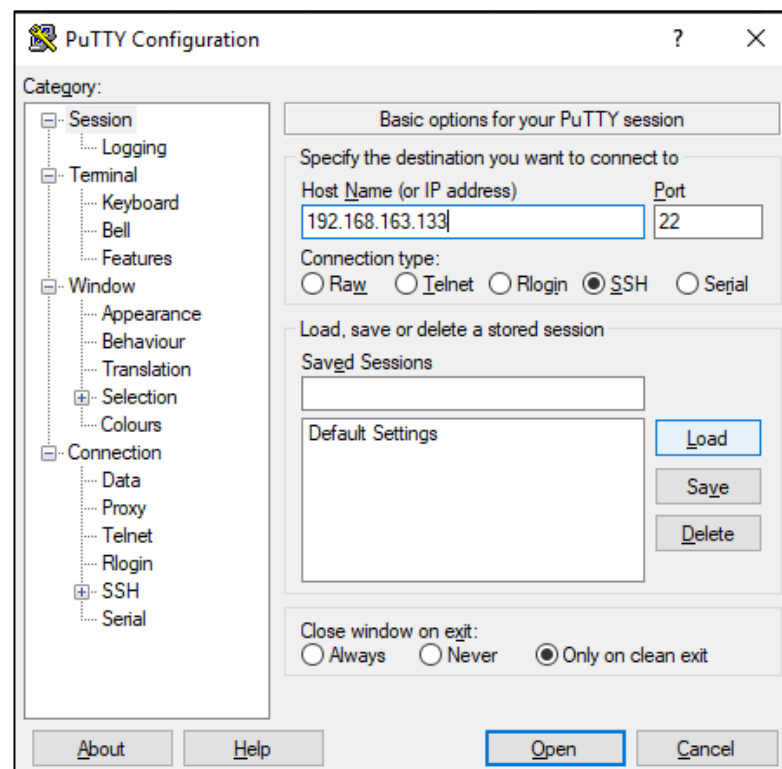 PuTTY Configuration
?
Category:
Session
Logging
Terminal
Keyboard
Bell
Features
Window
Appearance
Behaviour
Translation
Selection
Colours
Connection
Data
Proxy
Telnet
Rlogin
SSH
Serial
Basic options for your PuTTY session
Specify the destination you want to connect to
Host Name (or IP address) Port
192.168.163.133 22
Connection type:
Raw Telnet Rlogin SSH Serial
Load, save or delete a stored session
Saved Sessions
Default Settings
Load
Save
Delete
Close window on exit:
Always Never Only on clean exit
About Help Open Cancel